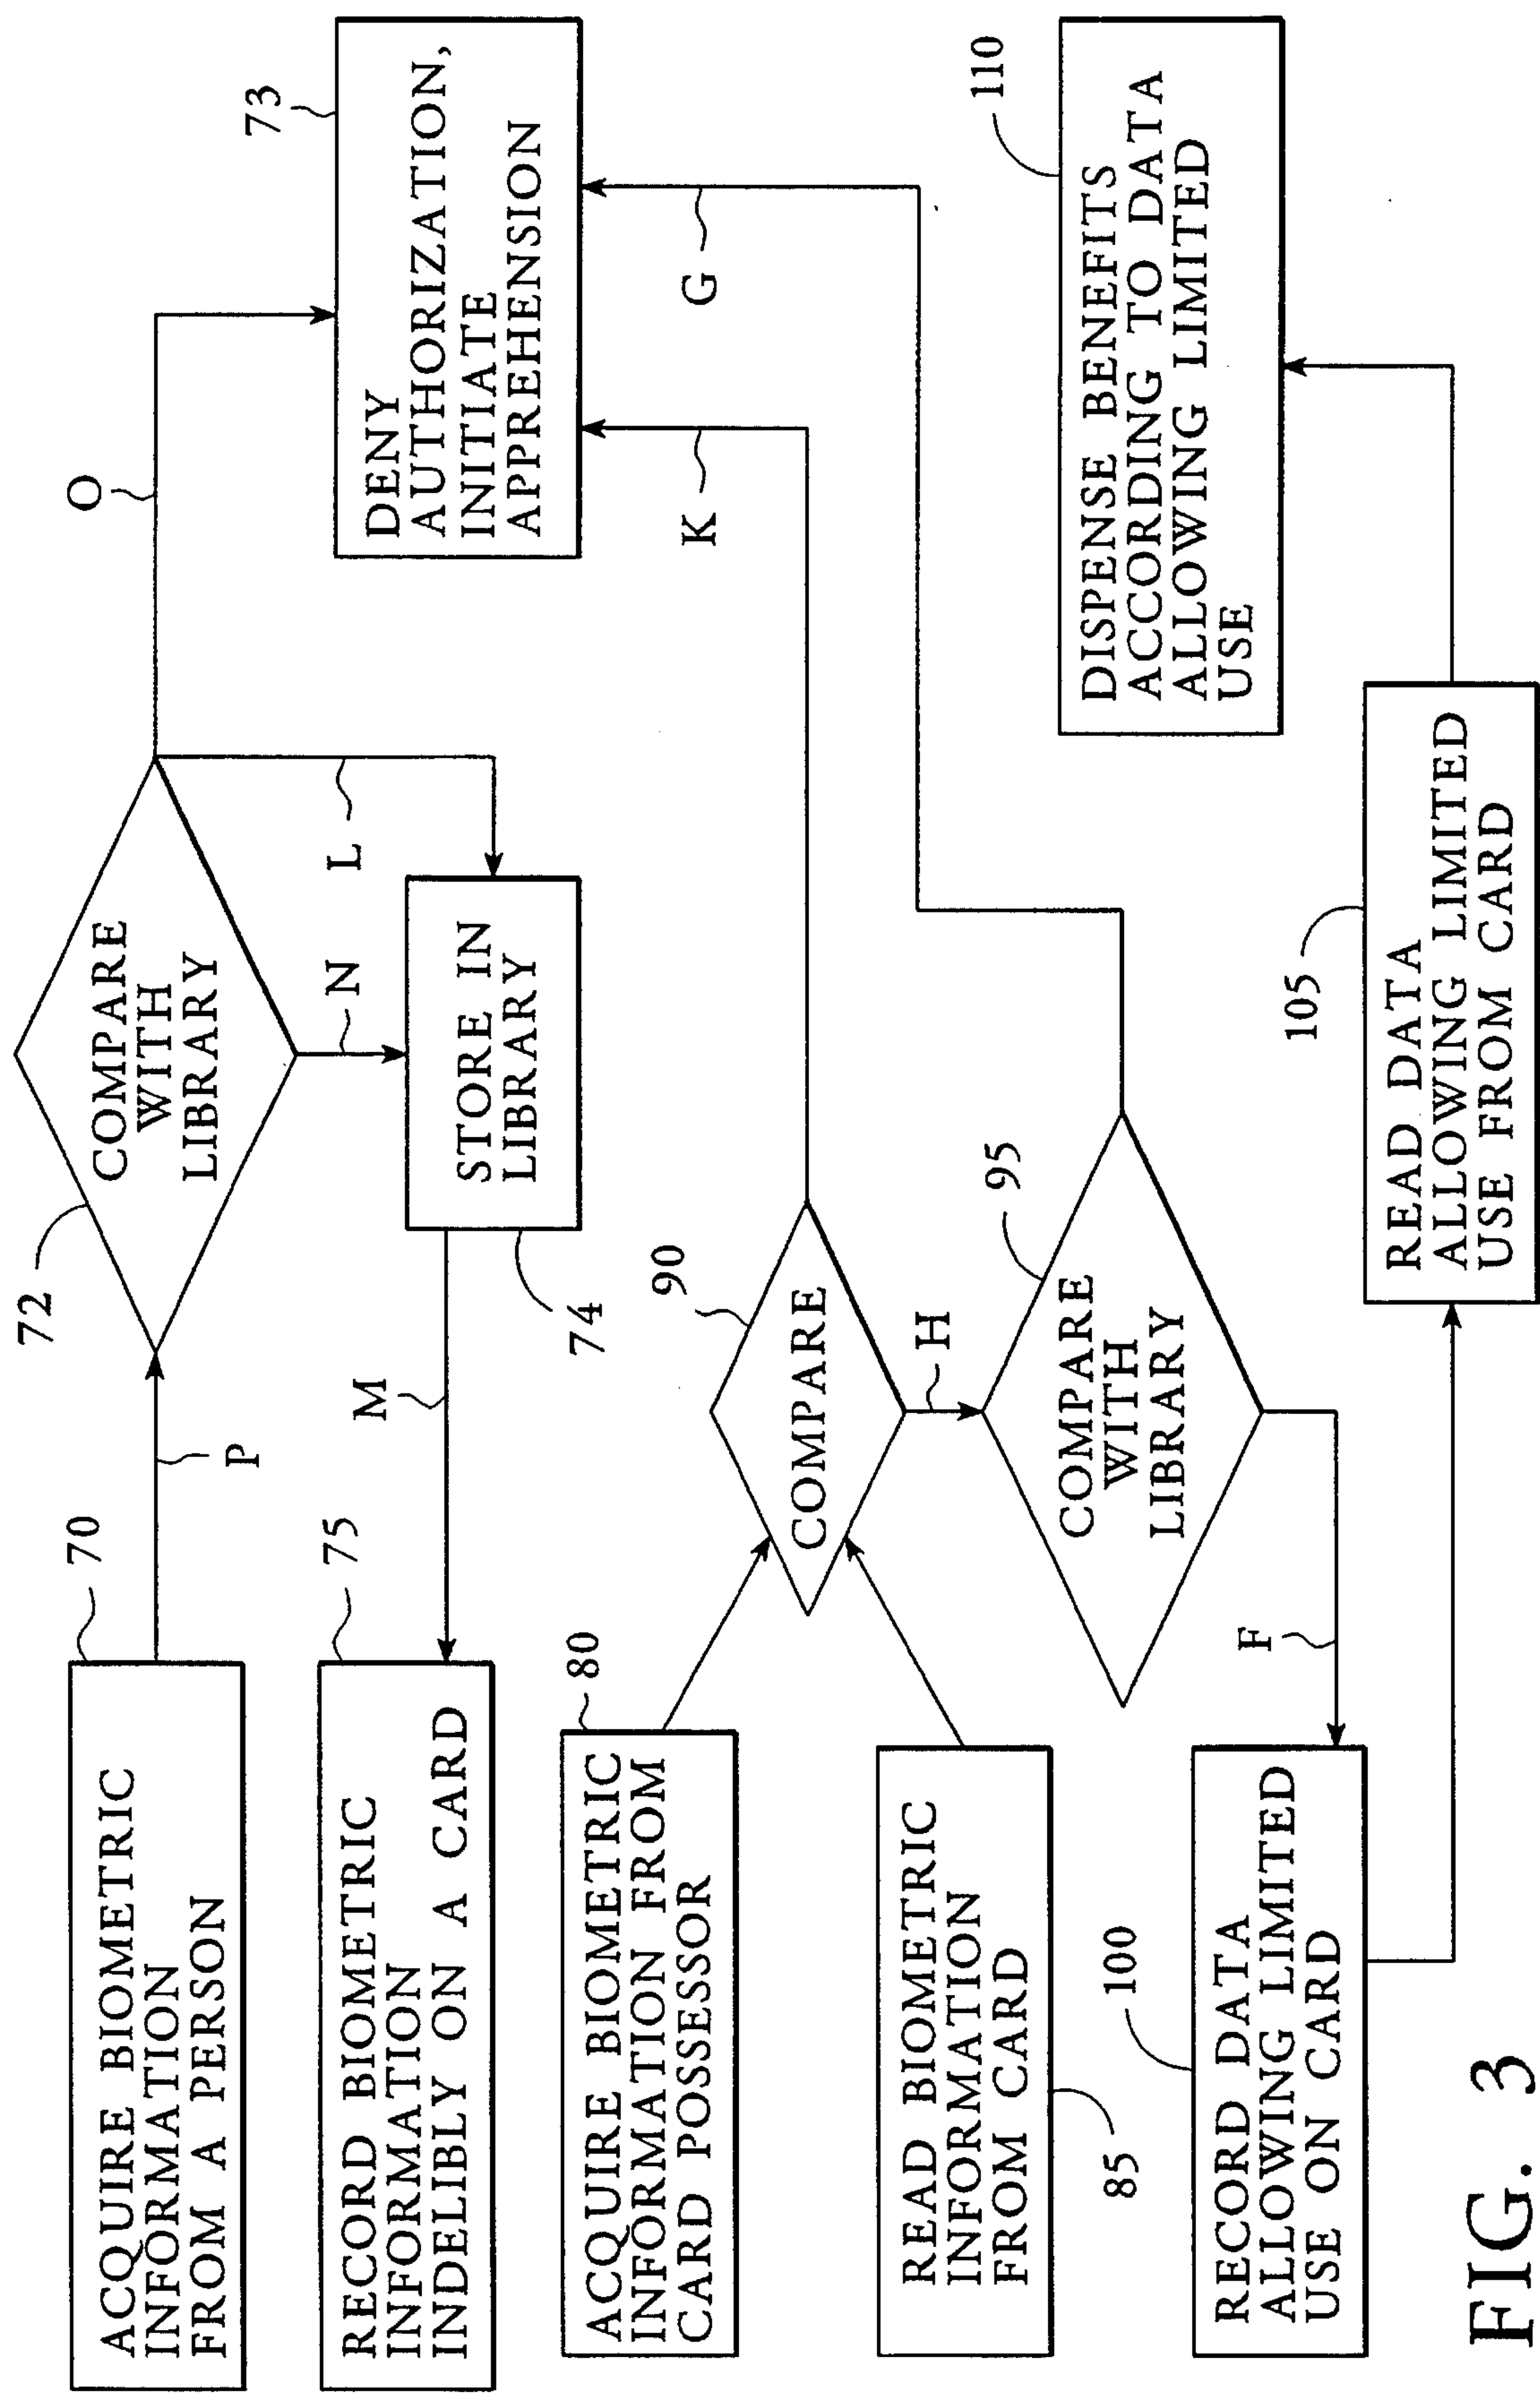 70
ACQUIRE BIOMETRIC
INFORMATION
FROM A PERSON
P
72
COMPARE
WITH
LIBRARY
O
73
DENY
AUTHORIZATION,
INITIATE
APPREHENSION
L
N
STORE IN
LIBRARY
74
M
75
RECORD BIOMETRIC
INFORMATION
INDELIBLY ON A CARD
80
ACQUIRE BIOMETRIC
INFORMATION FROM
CARD POSSESSOR
90
COMPARE
K
G
H
READ BIOMETRIC
INFORMATION
FROM CARD
85
95
COMPARE
WITH
LIBRARY
F
100
RECORD DATA
ALLOWING LIMITED
USE ON CARD
105
READ DATA
ALLOWING LIMITED
USE FROM CARD
110
DISPENSE BENEFITS
ACCORDING TO DATA
ALLOWING LIMITED
USE
FIG. 3